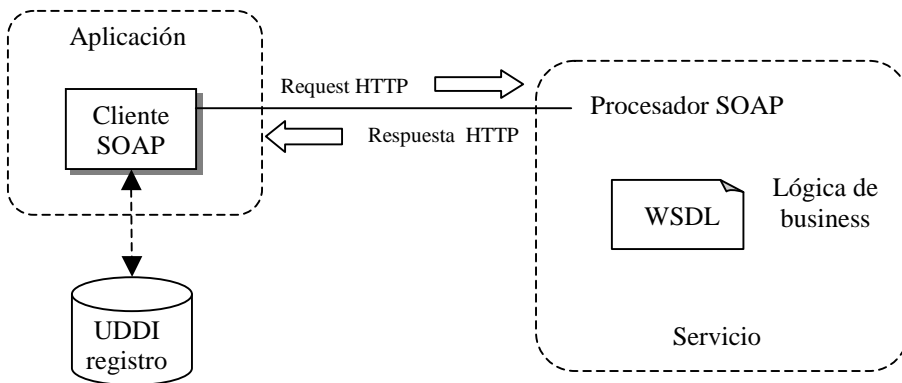 Aplicación
Cliente
SOAP
Request HTTP
Respuesta HTTP
Procesador SOAP
WSDL
Lógica de
business
Servicio
UDDI
registro